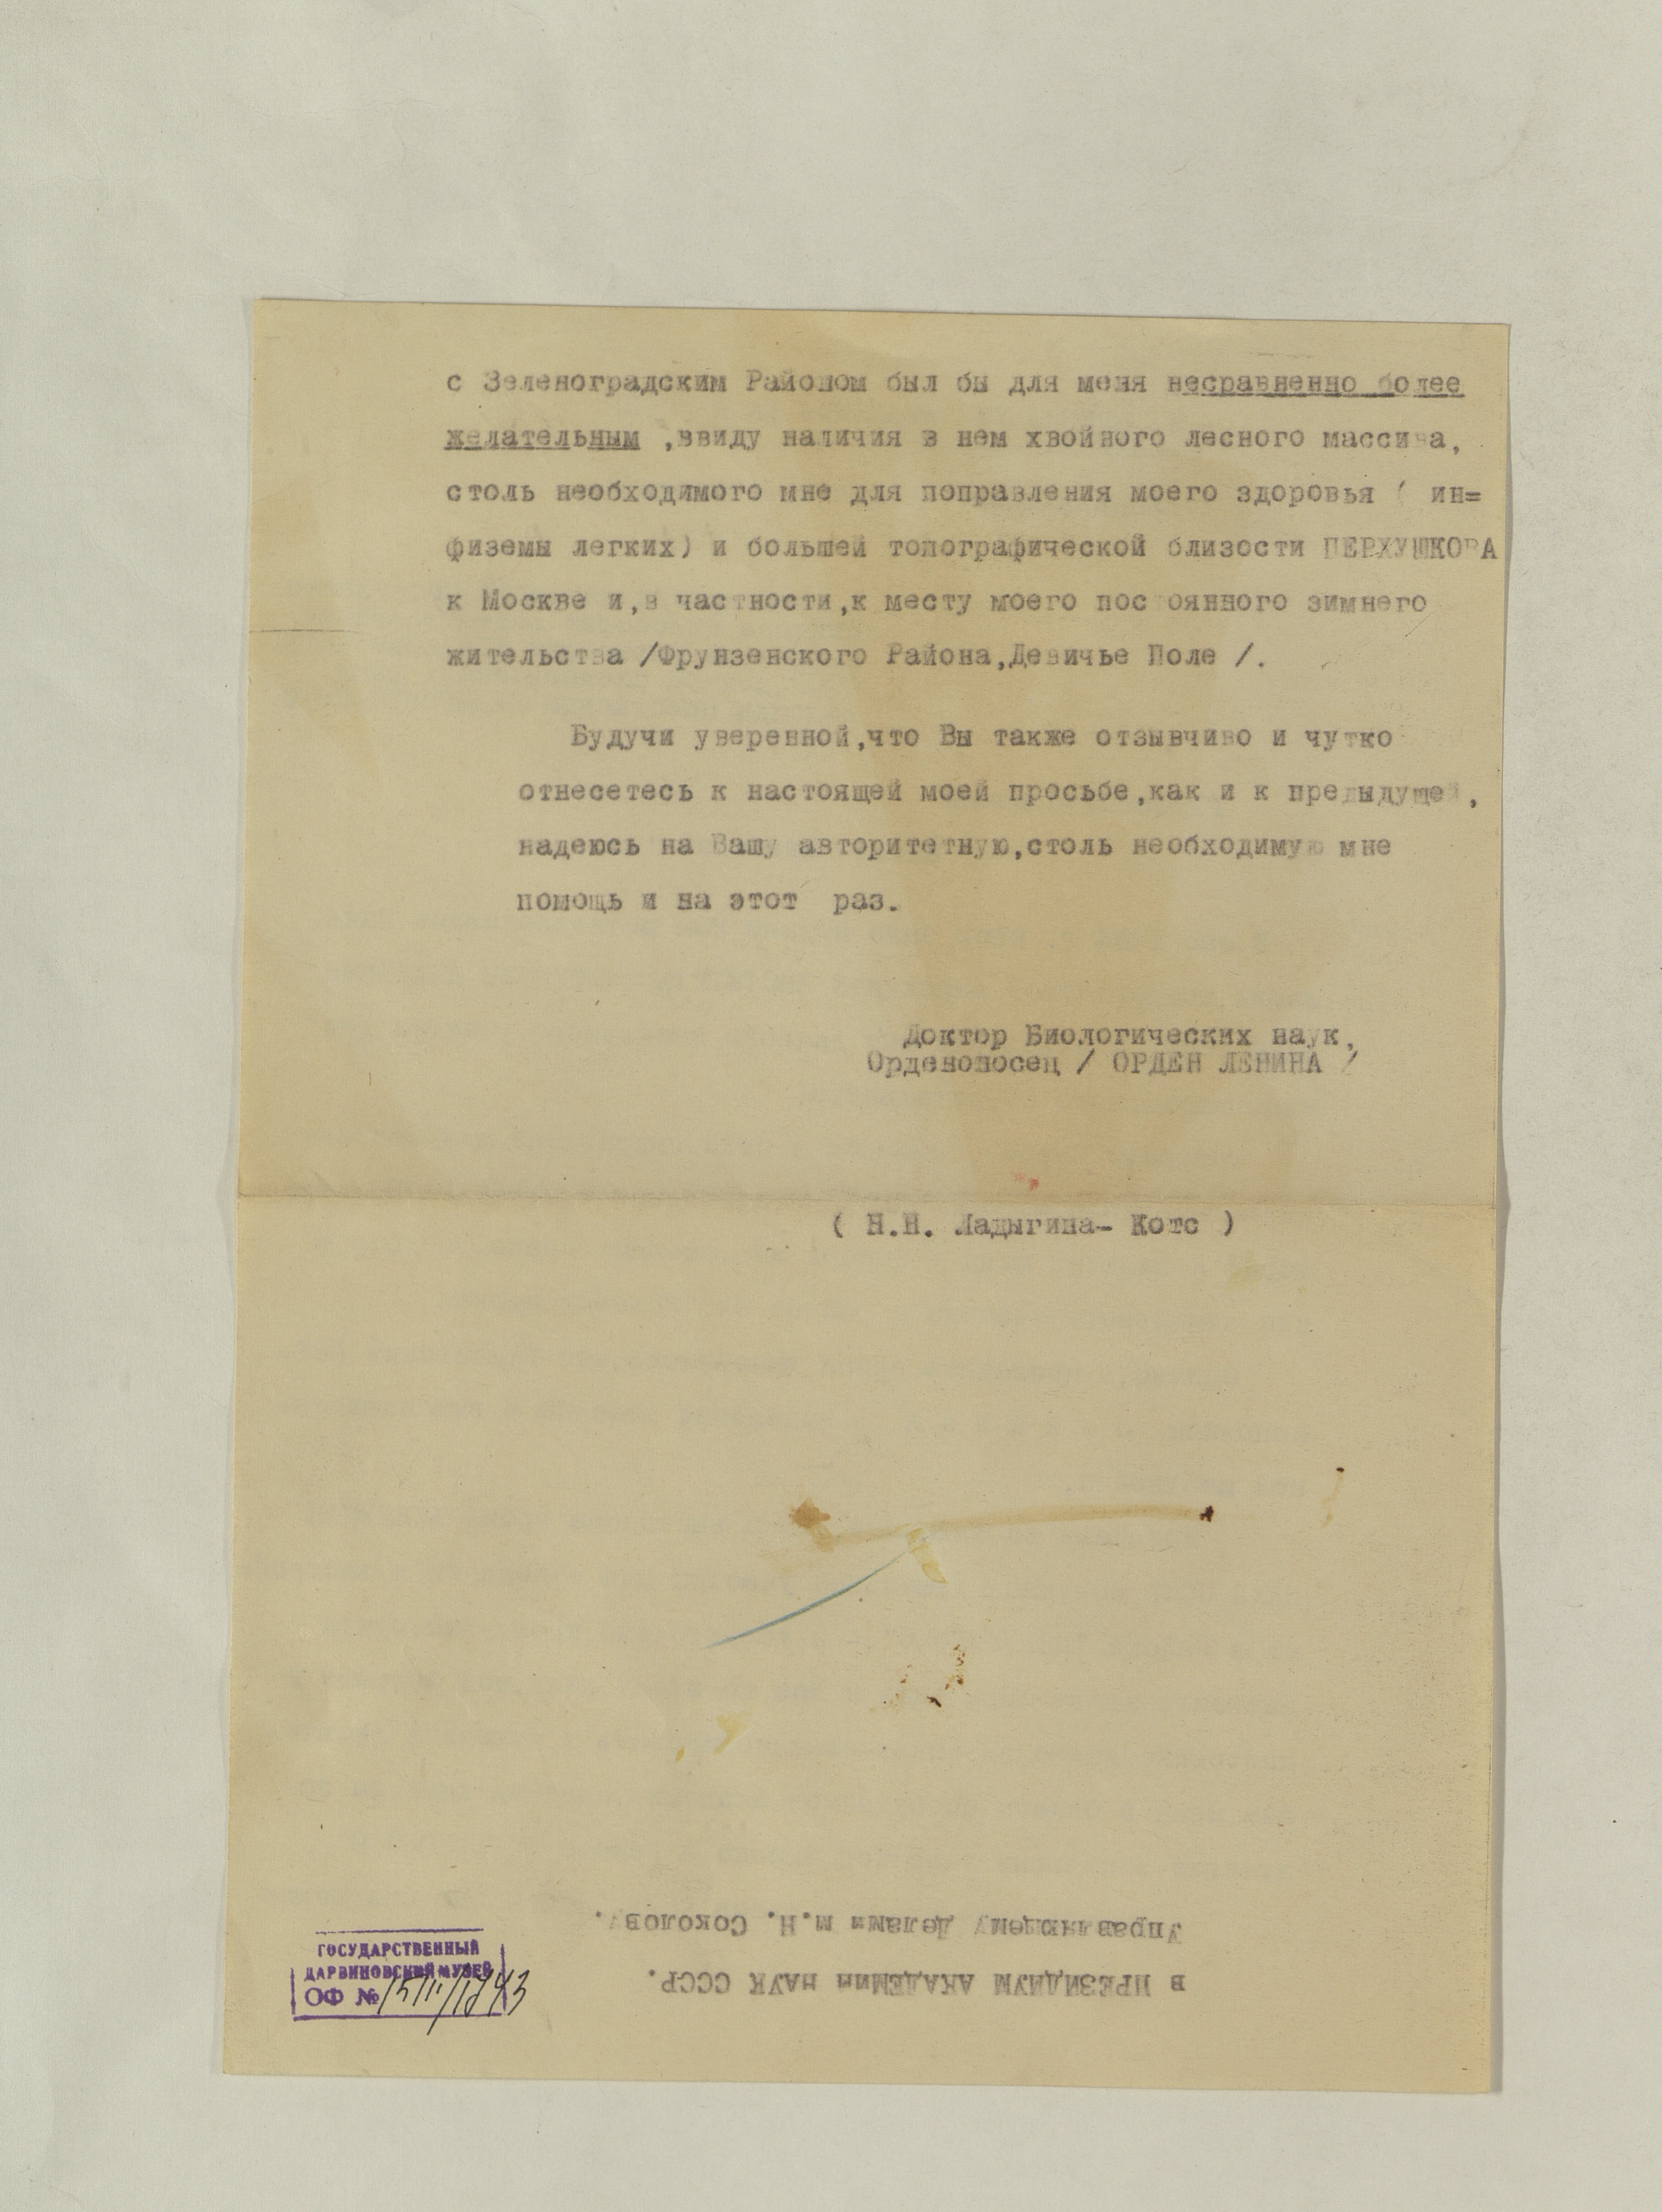 с Зеленоградским Районом был бы для меня несравненно более
желательным ,ввиду наличия в нем хвойного лесного массива,
столь необходимого мне для поправления моего здоровья ( ин=
физемы легких) и большей топографической близости ПЕРХУШКОВА
к Москве и,в частности,к месту моего постоянного зимнего
жительства /Фрунзенского Района,Девичье Поле /.
Будучи уверенной,что Вы также отзывчиво и чутко
отнесетесь к настоящей моей просьбе,как и к предыдущей,
надеюсь на Вашу авторитетную,столь необходимую мне
помощь и на этот раз.
Доктор Биологических наук,
Орденоносец / ОРДЕН ЛЕНИНА /
( Н.Н. Ладыгина- Котс )
В ПРЕЗИДИУМ АКАДЕМИИ НАУК СССР.
Управляющему Делами М.Н. Соколову.
ГОСУДАРСТВЕННЫЙ
ДАРВИНОВСКИЙ МУЗЕЙ
ОФ №